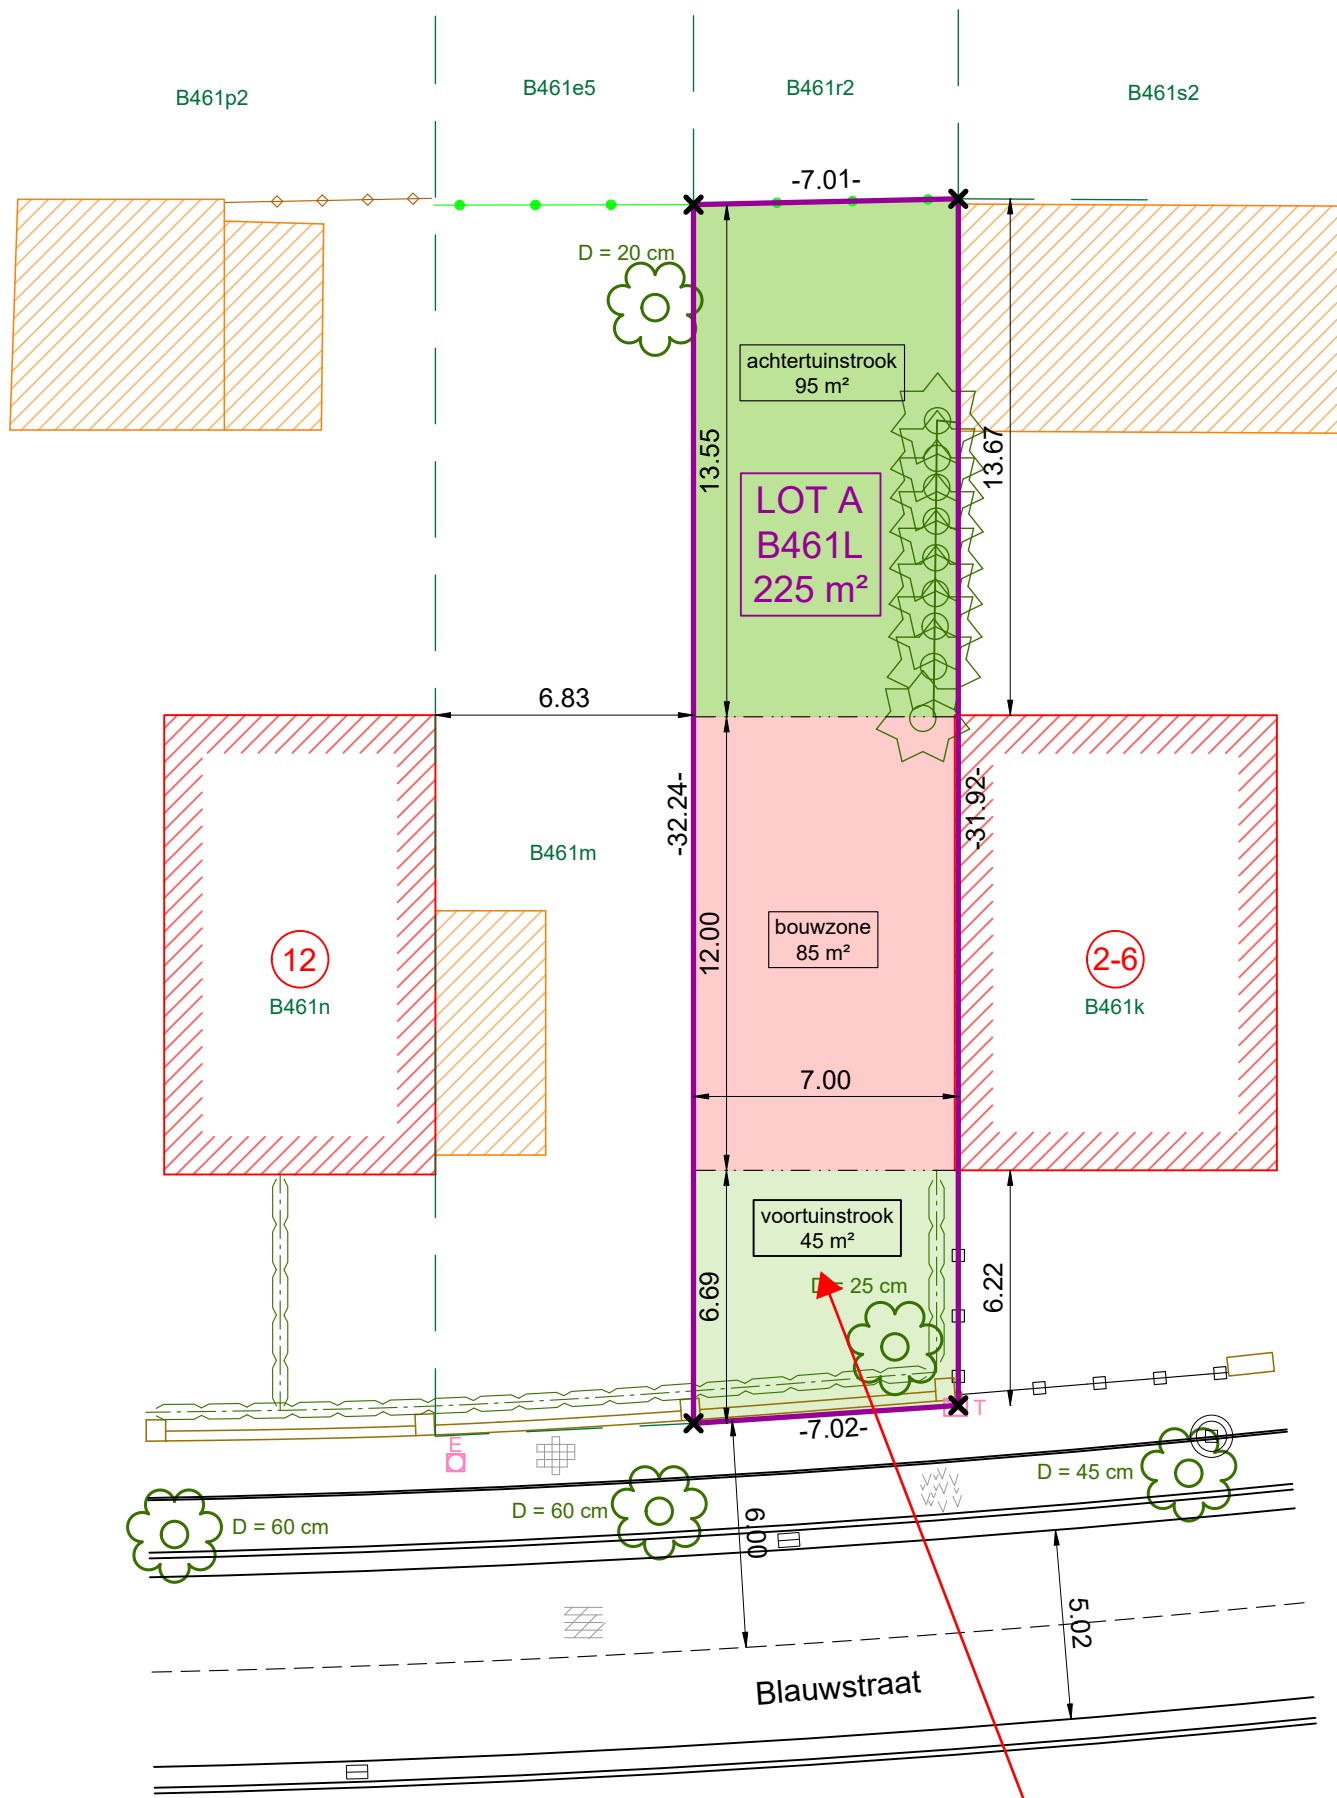 B461p2
B461e5
B461r2
B461s2
-7.01-
D = 20 cm
achtertuinstrook
95 m²
13.55
13.67
LOT A
B461L
225 m²
6.83
-32.24-
-31.92-
B461m
12.00
bouwzone
85 m²
12
B461n
2-6
B461k
7.00
voortuinstrook
45 m²
6.69
D = 25 cm
6.22
-7.02-
T
E
D = 45 cm
D = 60 cm
D = 60 cm
6.00
5.02
Blauwstraat